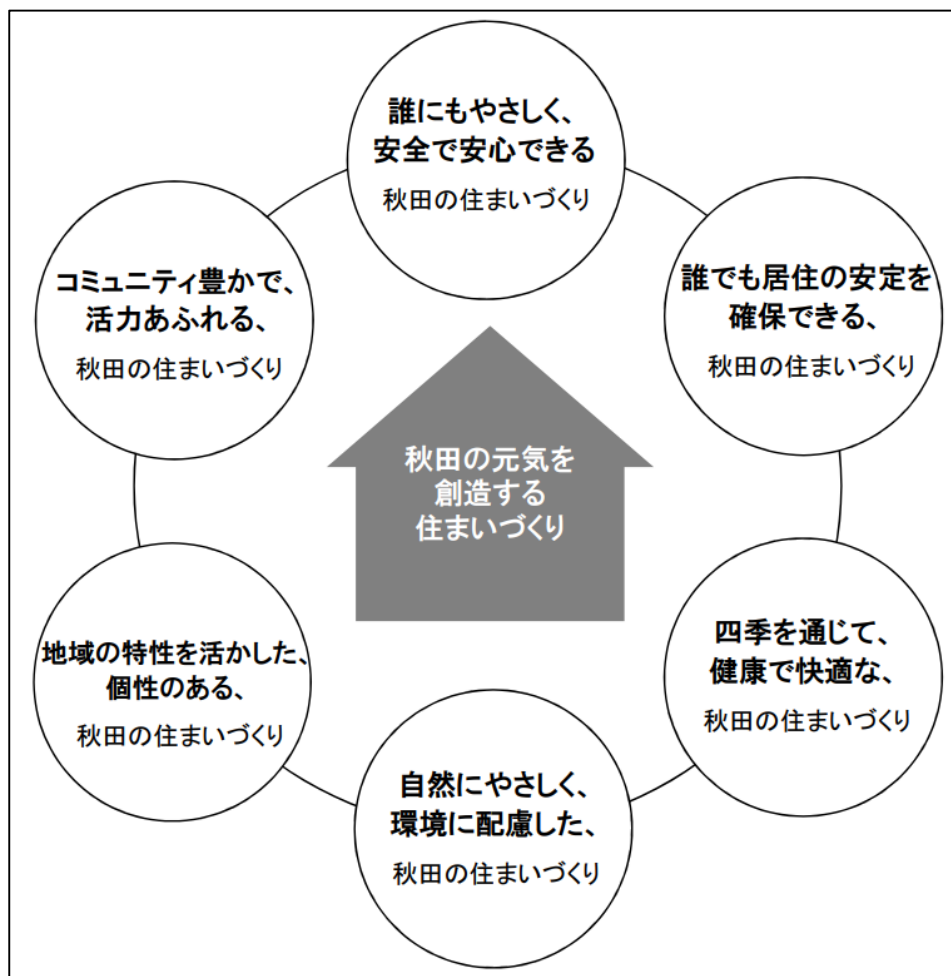 誰にもやさしく、
安全で安心できる
秋田の住まいづくり
誰でも居住の安定を
確保できる、
秋田の住まいづくり
四季を通じて、
健康で快適な、
秋田の住まいづくり
自然にやさしく、
環境に配慮した、
秋田の住まいづくり
地域の特性を活かした、
個性のある、
秋田の住まいづくり
コミュニティ豊かで、
活力あふれる、
秋田の住まいづくり
秋田の元気を
創造する
住まいづくり